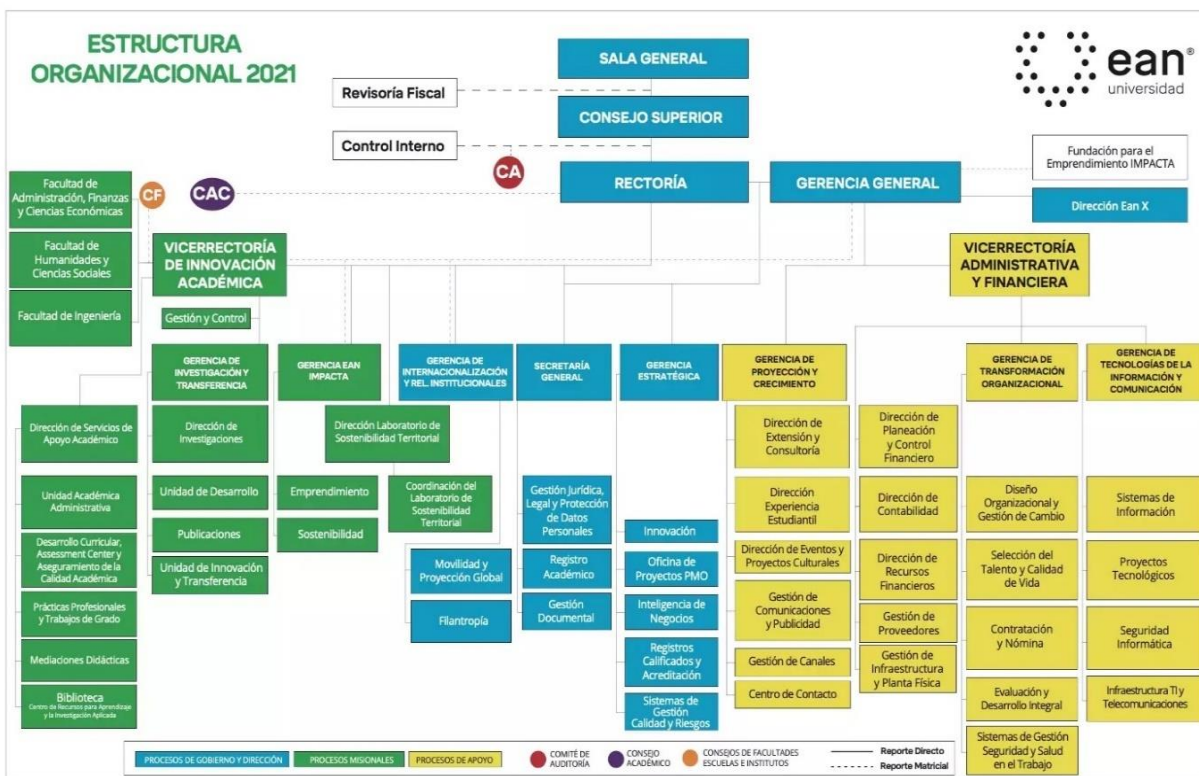 ESTRUCTURA
ORGANIZACIONAL 2021
ean®
universidad
SALA GENERAL
Revisoría Fiscal
CONSEJO SUPERIOR
Control Interno
CA
RECTORÍA
GERENCIA GENERAL
Fundación para el
Emprendimiento IMPACTA
Dirección Ean X
Facultad de
Administración, Finanzas
y Ciencias Económicas
CF
CAC
Facultad de
Humanidades y
Ciencias Sociales
Facultad de Ingeniería
VICERRECTORÍA
DE INNOVACIÓN
ACADÉMICA
VICERRECTORÍA
ADMINISTRATIVA
Y FINANCIERA
Gestión y Control
GERENCIA DE
INVESTIGACIÓN Y
TRANSFERENCIA
GERENCIA EAN
IMPACTA
GERENCIA DE
INTERNACIONALIZACIÓN
Y REL. INSTITUCIONALES
SECRETARÍA
GENERAL
GERENCIA
ESTRATÉGICA
GERENCIA DE
PROYECCIÓN Y
CRECIMIENTO
GERENCIA DE
TRANSFORMACIÓN
ORGANIZACIONAL
GERENCIA DE
TECNOLOGÍAS DE LA
INFORMACIÓN Y
COMUNICACIÓN
Dirección de Servicios de
Apoyo Académico
Unidad Académica
Administrativa
Desarrollo Curricular,
Assessment Center y
Aseguramiento de la
Calidad Académica
Prácticas Profesionales
y Trabajos de Grado
Mediaciones Didácticas
Biblioteca
Centro de Recursos para Aprendizaje
y la Investigación Aplicada
Dirección de
Investigaciones
Unidad de Desarrollo
Publicaciones
Unidad de Innovación
y Transferencia
Dirección Laboratorio de
Sostenibilidad Territorial
Emprendimiento
Sostenibilidad
Coordinación del
Laboratorio de
Sostenibilidad
Territorial
Movilidad y
Proyección Global
Filantropía
Gestión Jurídica,
Legal y Protección
de Datos
Personales
Registro
Académico
Gestión
Documental
Innovación
Oficina de
Proyectos PMO
Inteligencia de
Negocios
Registros
Calificados y
Acreditación
Sistemas de
Gestión
Calidad y Riesgos
Dirección de
Extensión y
Consultoría
Dirección
Experiencia
Estudiantil
Dirección de Eventos y
Proyectos Culturales
Gestión de
Comunicaciones
y Publicidad
Gestión de Canales
Centro de Contacto
Dirección de
Planeación
y Control
Financiero
Dirección de
Contabilidad
Dirección de
Recursos
Financieros
Gestión de
Proveedores
Gestión de
Infraestructura
y Planta Física
Diseño
Organizacional y
Gestión de Cambio
Selección del
Talento y Calidad
de Vida
Contratación
y Nómina
Evaluación y
Desarrollo Integral
Sistemas de Gestión
Seguridad y Salud
en el Trabajo
Sistemas de
Información
Proyectos
Tecnológicos
Seguridad
Informática
Infraestructura TI y
Telecomunicaciones
PROCESOS DE GOBIERNO Y DIRECCIÓN
PROCESOS MISIONALES
PROCESOS DE APOYO
COMITÉ DE
AUDITORÍA
CONSEJO
ACADÉMICO
CONSEJOS DE FACULTADES
ESCUELAS E INSTITUTOS
Reporte Directo
Reporte Matricial